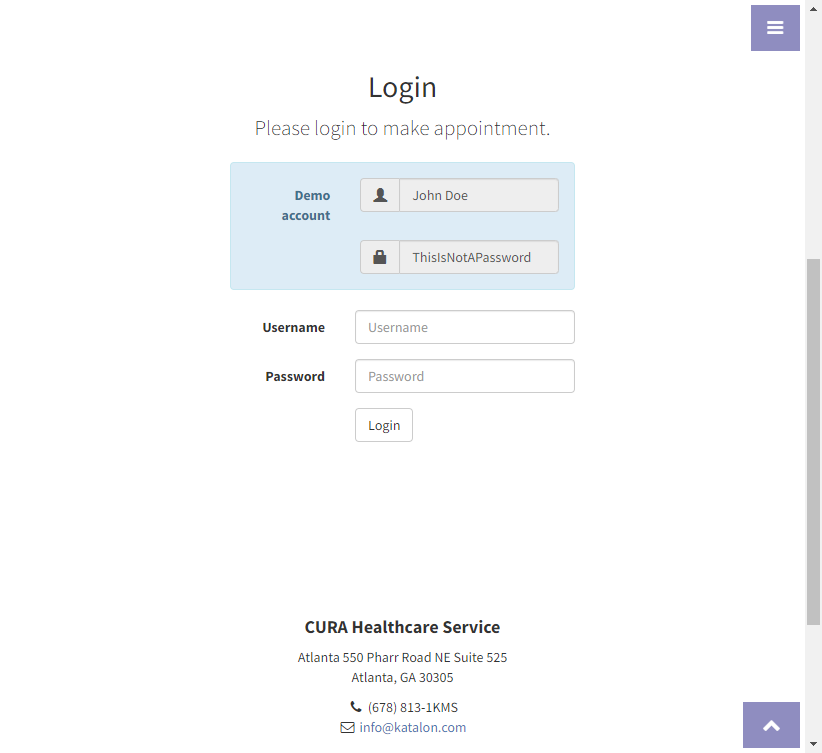 Login
Please login to make appointment.
Demo
account
John Doe
ThisIsNotAPassword
Username
Username
Password
Password
Login
CURA Healthcare Service
Atlanta 550 Pharr Road NE Suite 525
Atlanta, GA 30305
(678) 813-1KMS
info@katalon.com